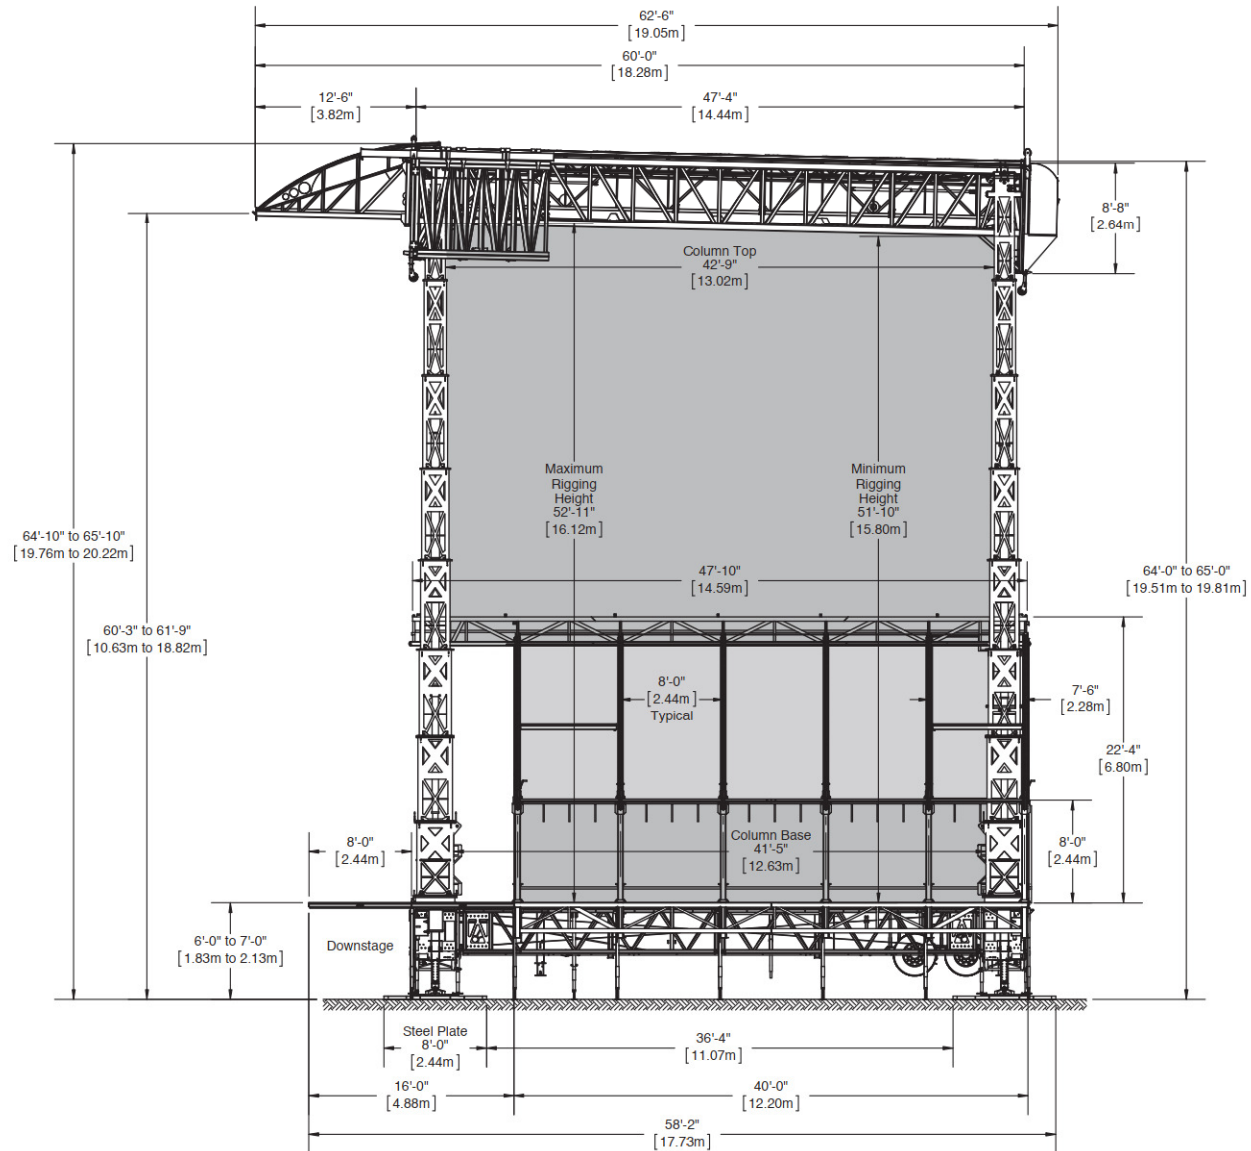 62'-6"
[19.05m]
60'-0"
[18.28m]
12'-6"
[3.82m]
47'-4"
[14.44m]
8'-8"
[2.64m]
Column Top
42'-9"
[13.02m]
Maximum
Rigging
Height
52'-11"
[16.12m]
Minimum
Rigging
Height
51'-10"
[15.80m]
64'-10" to 65'-10"
[19.76m to 20.22m]
47'-10"
[14.59m]
64'-0" to 65'-0"
[19.51m to 19.81m]
60'-3" to 61'-9"
[10.63m to 18.82m]
8'-0"
[2.44m]
Typical
7'-6"
[2.28m]
22'-4"
[6.80m]
8'-0"
[2.44m]
Column Base
41'-5"
[12.63m]
8'-0"
[2.44m]
6'-0" to 7'-0"
[1.83m to 2.13m]
Downstage
Steel Plate
8'-0"
[2.44m]
36'-4"
[11.07m]
16'-0"
[4.88m]
40'-0"
[12.20m]
58'-2"
[17.73m]